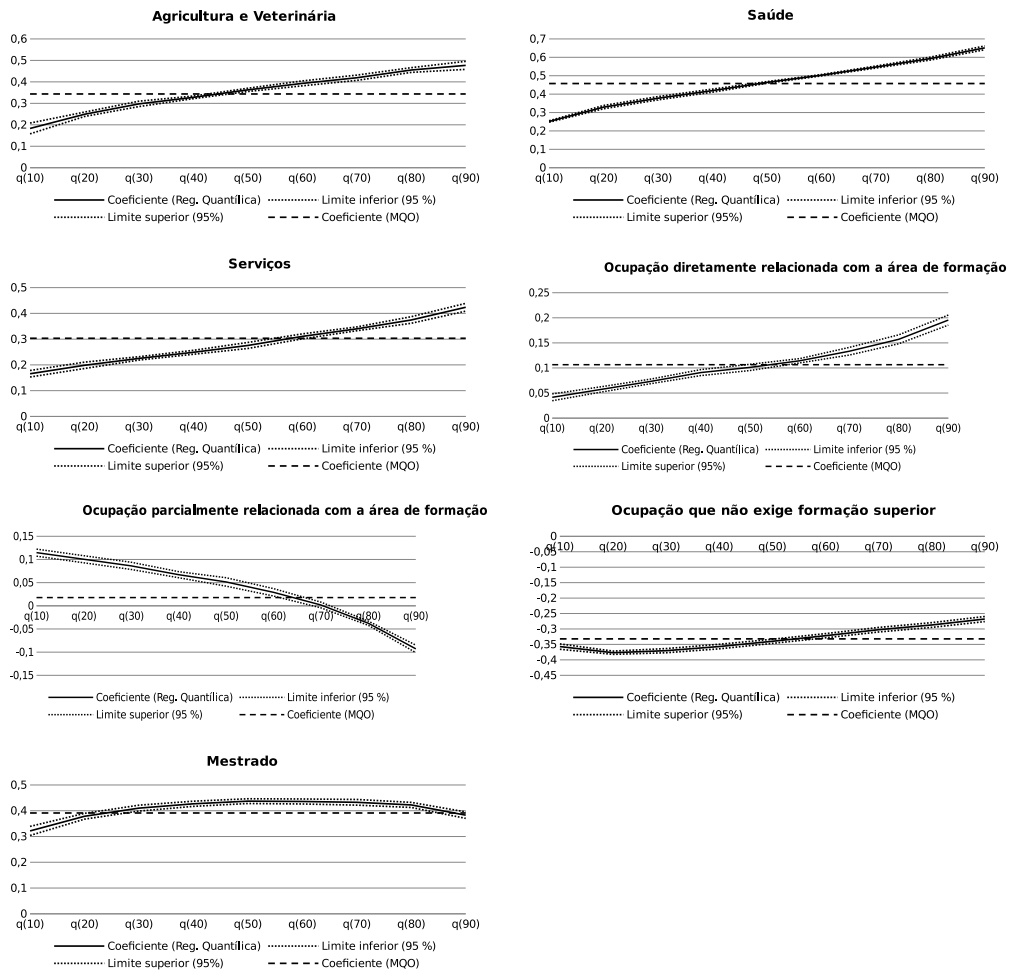 Agricultura e Veterinária
0,6
0,5
0,4
0,3
0,2
0,1
0
q(10) q(20) q(30) q(40) q(50) q(60) q(70) q(80) q(90)
Coeficiente (Reg. Quantílica) Limite inferior (95 %)
Limite superior (95%) Coeficiente (MQO)
Saúde
0,7
0,6
0,5
0,4
0,3
0,2
0,1
0
q(10) q(20) q(30) q(40) q(50) q(60) q(70) q(80) q(90)
Coeficiente (Reg. Quantílica) Limite inferior (95 %)
Limite superior (95%) Coeficiente (MQO)
Serviços
0,5
0,4
0,3
0,2
0,1
0
q(10) q(20) q(30) q(40) q(50) q(60) q(70) q(80) q(90)
Coeficiente (Reg. Quantílica) Limite inferior (95 %)
Limite superior (95%) Coeficiente (MQO)
Ocupação diretamente relacionada com a área de formação
0,25
0,2
0,15
0,1
0,05
0
q(10) q(20) q(30) q(40) q(50) q(60) q(70) q(80) q(90)
Coeficiente (Reg. Quantílica) Limite inferior (95 %)
Limite superior (95%) Coeficiente (MQO)
Ocupação parcialmente relacionada com a área de formação
0,15
0,1
0,05
0
q(10) q(20) q(30) q(40) q(50) q(60) q(70) q(80) q(90)
-0,05
-0,1
-0,15
Coeficiente (Reg. Quantílica) Limite inferior (95 %)
Limite superior (95 %) Coeficiente (MQO)
Ocupação que não exige formação superior
0
q(10) q(20) q(30) q(40) q(50) q(60) q(70) q(80) q(90)
-0,05
-0,1
-0,15
-0,2
-0,25
-0,3
-0,35
-0,4
-0,45
Coeficiente (Reg. Quantílica) Limite inferior (95 %)
Limite superior (95%) Coeficiente (MQO)
Mestrado
0,5
0,4
0,3
0,2
0,1
0
q(10) q(20) q(30) q(40) q(50) q(60) q(70) q(80) q(90)
Coeficiente (Reg. Quantílica) Limite inferior (95 %)
Limite superior (95%) Coeficiente (MQO)